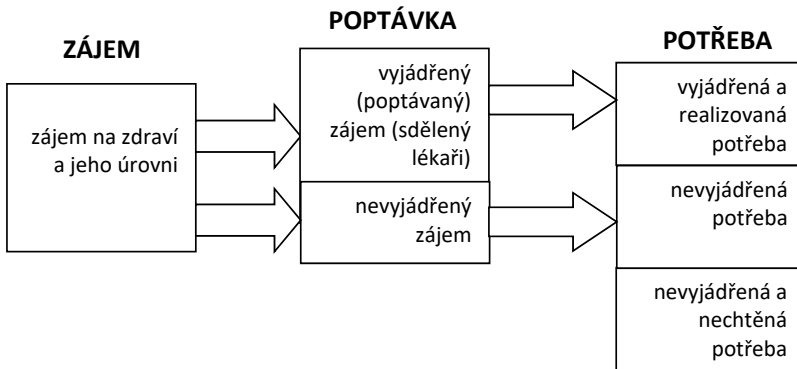 ZÁJEM
zájem na zdraví
a jeho úrovni
POPTÁVKA
vyjádřený
(poptávaný)
zájem (sdělený
lékaři)
nevyjádřený
zájem
POTŘEBA
vyjádřená a
realizovaná
potřeba
nevyjádřená
potřeba
nevyjádřená a
nechtěná
potřeba